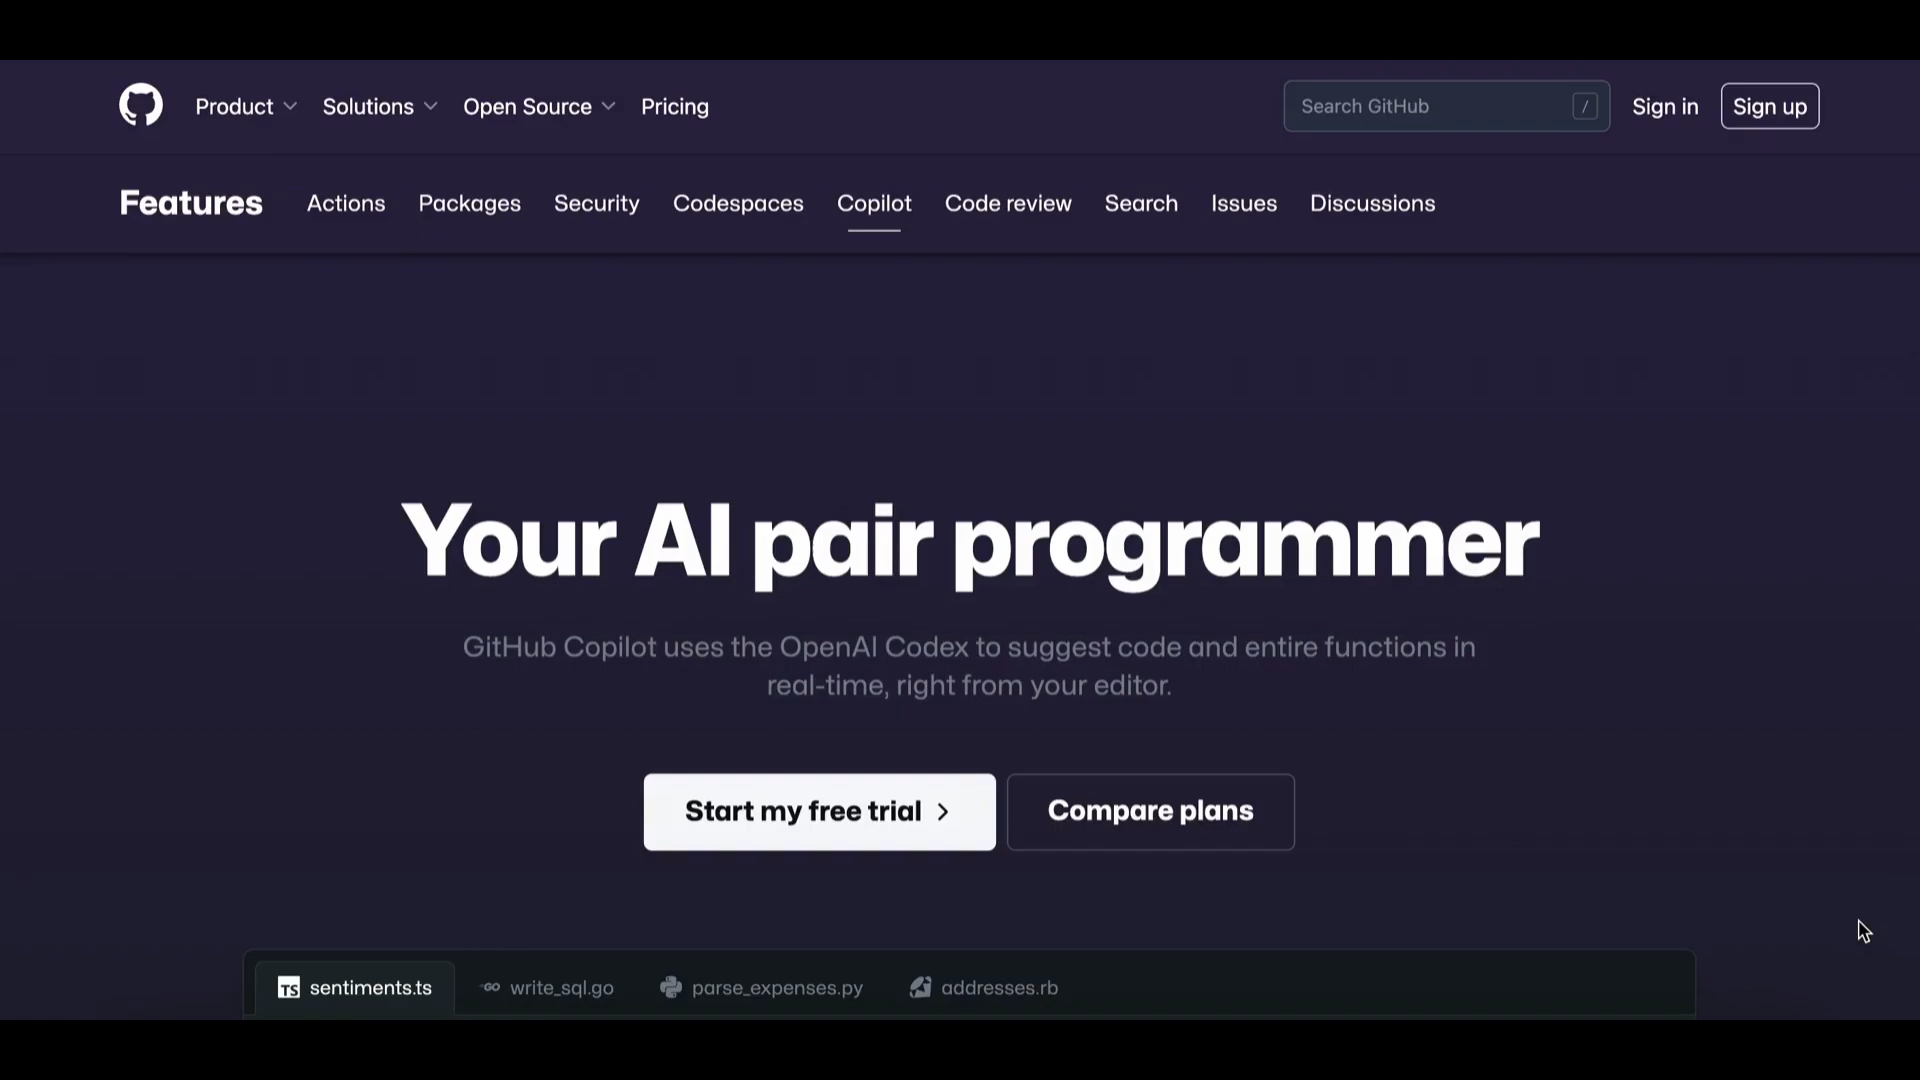 Product Solutions Open Source Pricing Search GitHub / Sign in Sign up
Features Actions Packages Security Codespaces Copilot Code review Search Issues Discussions
Your AI pair programmer
GitHub Copilot uses the OpenAI Codex to suggest code and entire functions in
real-time, right from your editor.
Start my free trial Compare plans
TS sentiments.ts GO write_sql.go parse_expenses.py addresses.rb